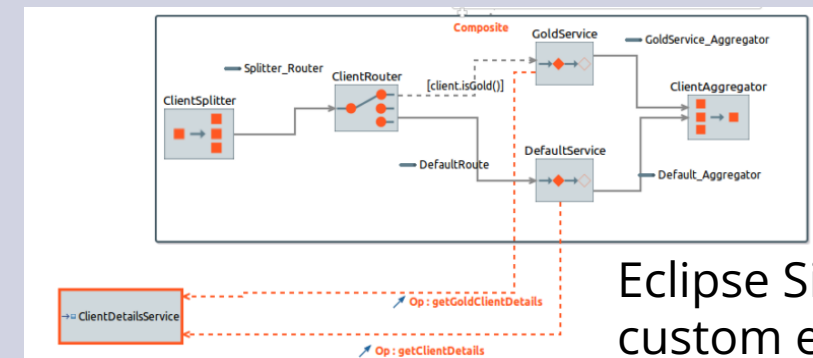 Composite
GoldService
GoldService_Aggregator
Splitter_Router
ClientRouter
[client.isGold()]
ClientAggregator
ClientSplitter
DefaultService
DefaultRoute
Default_Aggregator
ClientDetailsService
Op : getGoldClientDetails
Op : getClientDetails
Eclipse Si
custom e